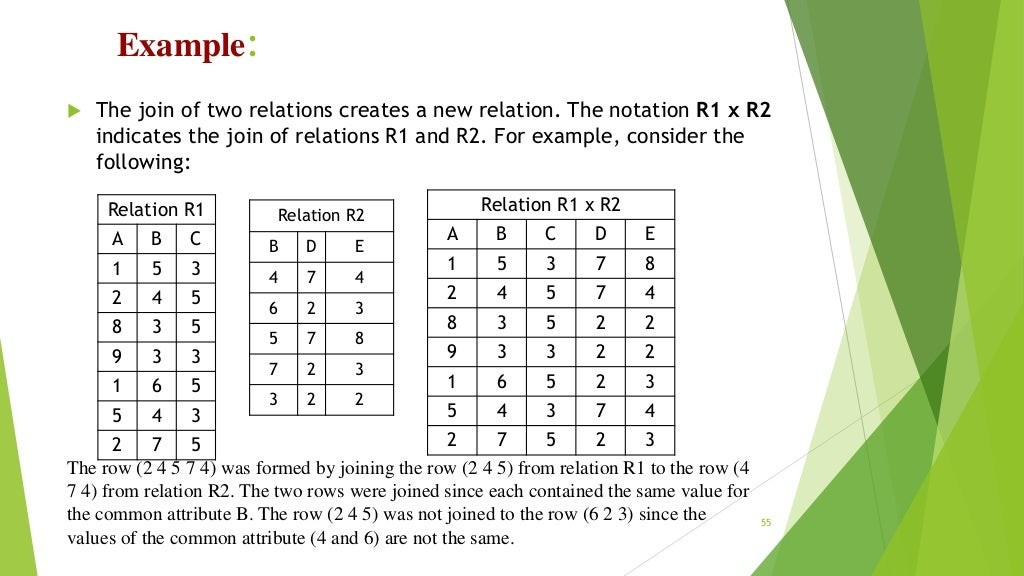 Example:
The join of two relations creates a new relation. The notation R1 x R2
indicates the join of relations R1 and R2. For example, consider the
following:
Relation R1
A B C
1 5 3
2 4 5
8 3 5
9 3 3
1 6 5
5 4 3
2 7 5
Relation R2
B D E
4 7 4
6 2 3
5 7 8
7 2 3
3 2 2
Relation R1 x R2
A B C D E
1 5 3 7 8
2 4 5 7 4
8 3 5 2 2
9 3 3 2 2
1 6 5 2 3
5 4 3 7 4
2 7 5 2 3
The row (2 4 5 7 4) was formed by joining the row (2 4 5) from relation R1 to the row (4
7 4) from relation R2. The two rows were joined since each contained the same value for
the common attribute B. The row (2 4 5) was not joined to the row (6 2 3) since the
values of the common attribute (4 and 6) are not the same.
55